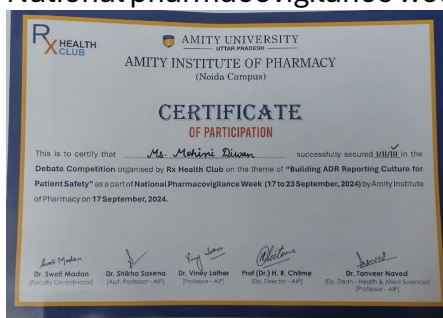 National pharmacovigilance wee
Rx HEALTH
CLUB
AMITY UNIVERSITY
UTTAR PRADESH
AMITY INSTITUTE OF PHARMACY
(Noida Campus)
CERTIFICATE
OF PARTICIPATION
This is to certify that Ms. Mohini Diwan successfully secured I/II/III in the
Debate Competition organised by Rx Health Club on the theme of "Building ADR Reporting Culture for
Patient Safety" as a part of National Pharmacovigilance Week (17 to 23 September, 2024) by Amity Institute
of Pharmacy on 17 September, 2024.
Swati Madan
Dr. Swati Madan Dr. Shikha Saxena Dr. Viney Lather Prof (Dr.) H. R. Chitme Dr. Tanveer Naved
(Faculty Co-ordinator) (Asst. Professor - AIP) (Professor - AIP) (Dy. Director - AIP) (Dy. Dean - Health & Allied Sciences)
(Professor - AIP)